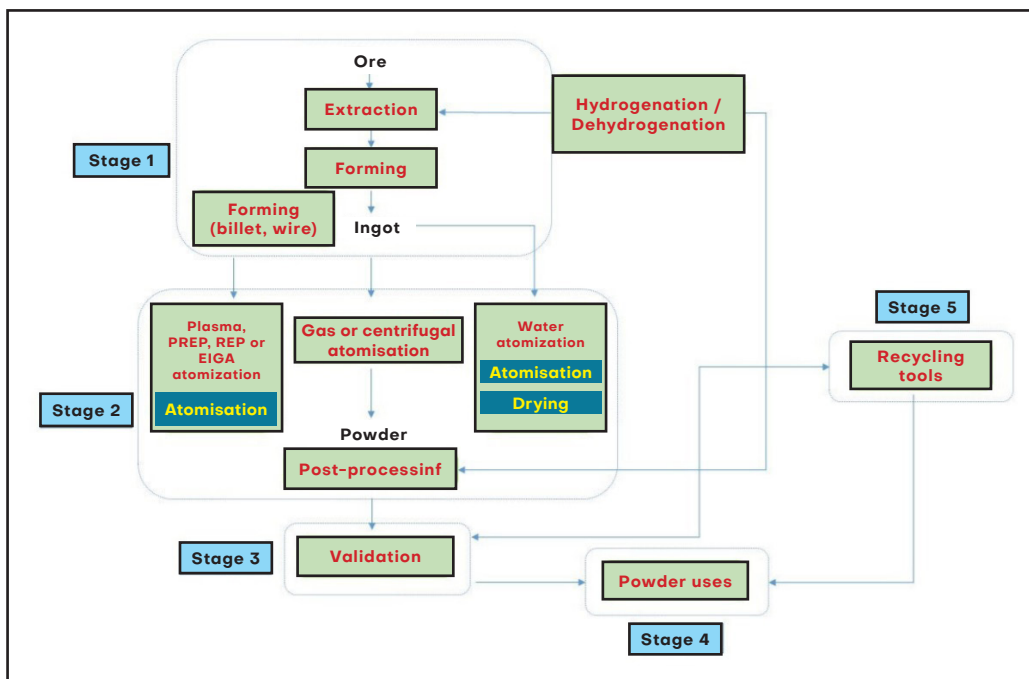 Ore
Extraction
Hydrogenation /
Dehydrogenation
Stage 1
Forming
Forming
(billet, wire)
Ingot
Plasma,
PREP, REP or
EIGA
atomization
Atomisation
Gas or centrifugal
atomisation
Water
atomization
Atomisation
Drying
Stage 5
Recycling
tools
Stage 2
Powder
Post-processinf
Stage 3
Validation
Powder uses
Stage 4